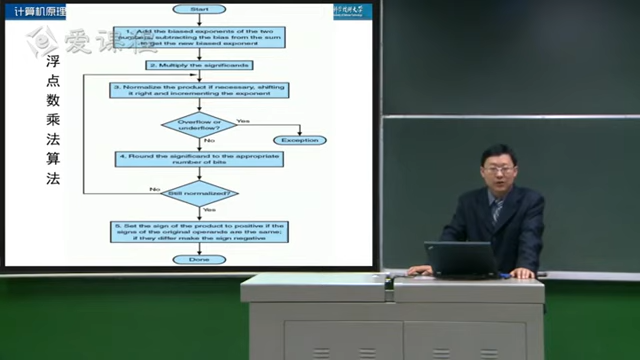 计算机原理
爱课程
浮点数乘法算法
Start
1. Add the biased exponents of the two
numbers, subtracting the bias from the sum
to get the new biased exponent
2. Multiply the significands
3. Normalize the product if necessary, shifting
it right and incrementing the exponent
Overflow or
underflow?
Yes
Exception
No
4. Round the significand to the appropriate
number of bits
No
Still normalized?
Yes
5. Set the sign of the product to positive if the
signs of the original operands are the same;
if they differ make the sign negative
Done